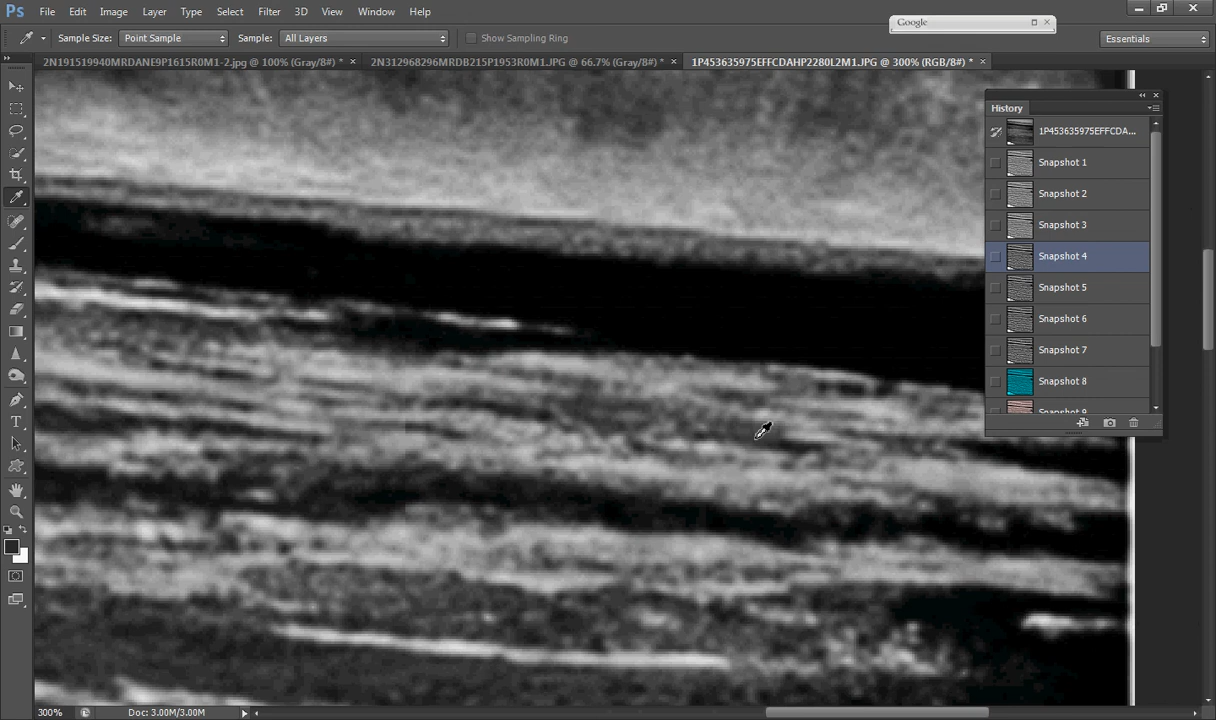 Ps File Edit Image Layer Type Select Filter 3D View Window Help
Google
Sample Size: Point Sample Sample: All Layers Show Sampling Ring Essentials
2N191519940MRDANE9P1615R0M1-2.jpg @ 100% (Gray/8#) * 2N312968296MRDB215P1953R0M1.JPG @ 66.7% (Gray/8#) * 1P453635975EFFCDAHP2280L2M1.JPG @ 300% (RGB/8#) *
History
1P453635975EFFCDA...
Snapshot 1
Snapshot 2
Snapshot 3
Snapshot 4
Snapshot 5
Snapshot 6
Snapshot 7
Snapshot 8
300% Doc: 3.00M/3.00M